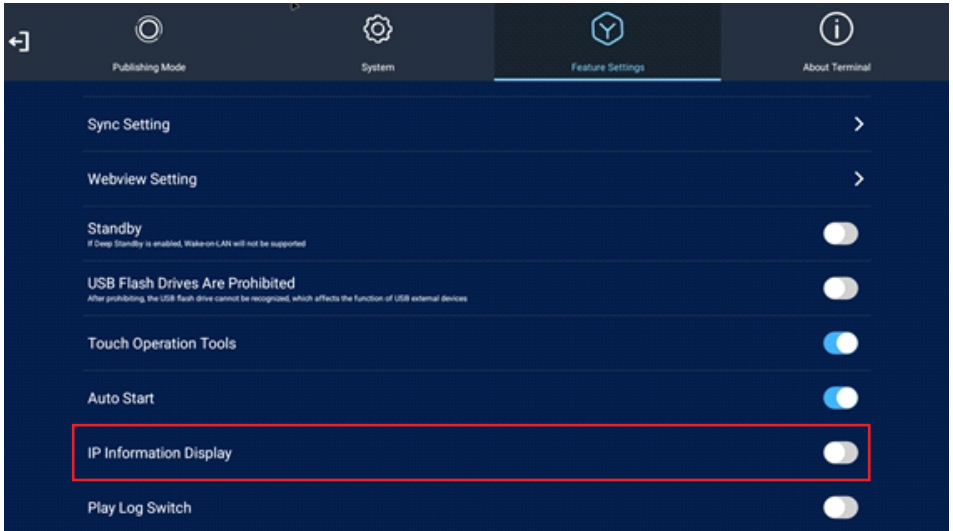 Publishing Mode
System
Feature Settings
About Terminal
Sync Setting
Webview Setting
Standby
If Deep Standby is enabled, Wake-on-LAN will not be supported
USB Flash Drives Are Prohibited
After prohibiting, the USB flash drive cannot be recognized, which affects the function of USB external devices
Touch Operation Tools
Auto Start
IP Information Display
Play Log Switch